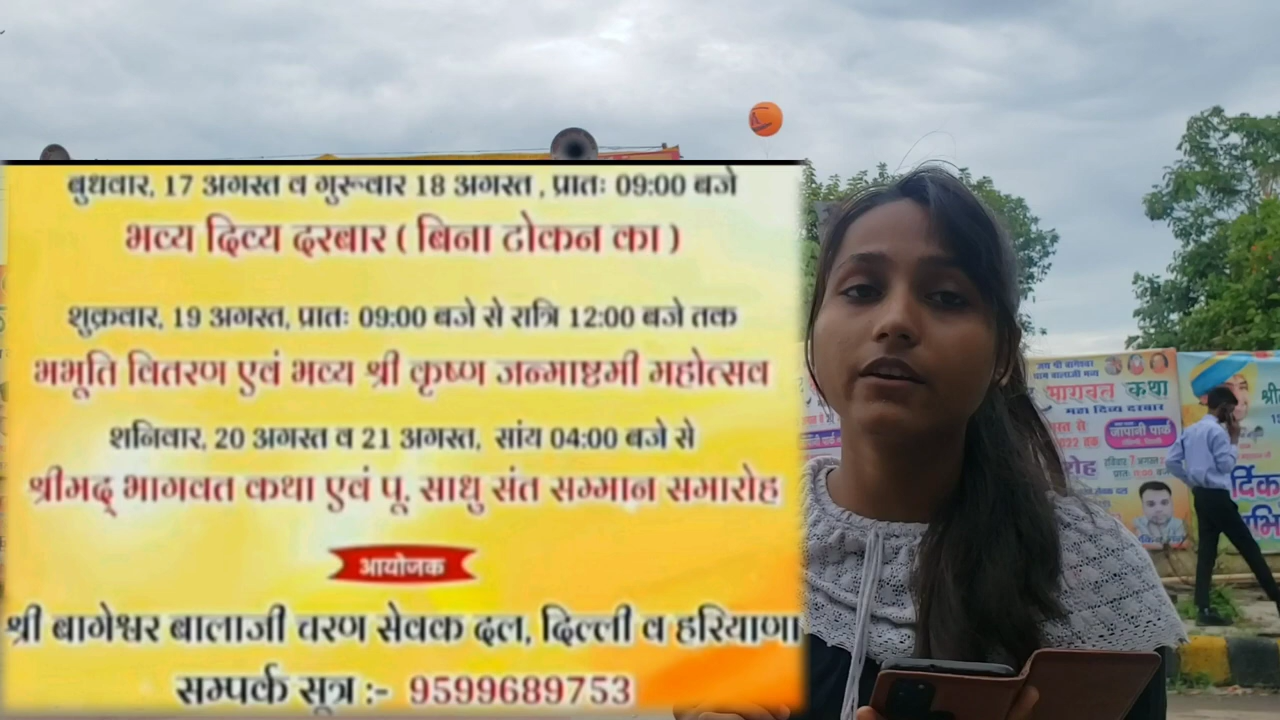 बुधवार, 17 अगस्त व गुरूवार 18 अगस्त , प्रातः 09:00 बजे
भव्य दिव्य दरबार ( बिना टोकन का )
शुक्रवार, 19 अगस्त, प्रातः 09:00 बजे से रात्रि 12:00 बजे तक
भभूति वितरण एवं भव्य श्री कृष्ण जन्माष्टमी महोत्सव
शनिवार, 20 अगस्त व 21 अगस्त, सांय 04:00 बजे से
श्रीमद् भागवत कथा एवं पू. साधु संत सम्मान समारोह
आयोजक
श्री बागेश्वर बालाजी चरण सेवक दल, दिल्ली व हरियाणा
सम्पर्क सूत्र :- 9599689753
जय श्री बागेश्वर
धाम बालाजी
भागवत कथा
महा दिव्य दरबार
जापानी पार्क